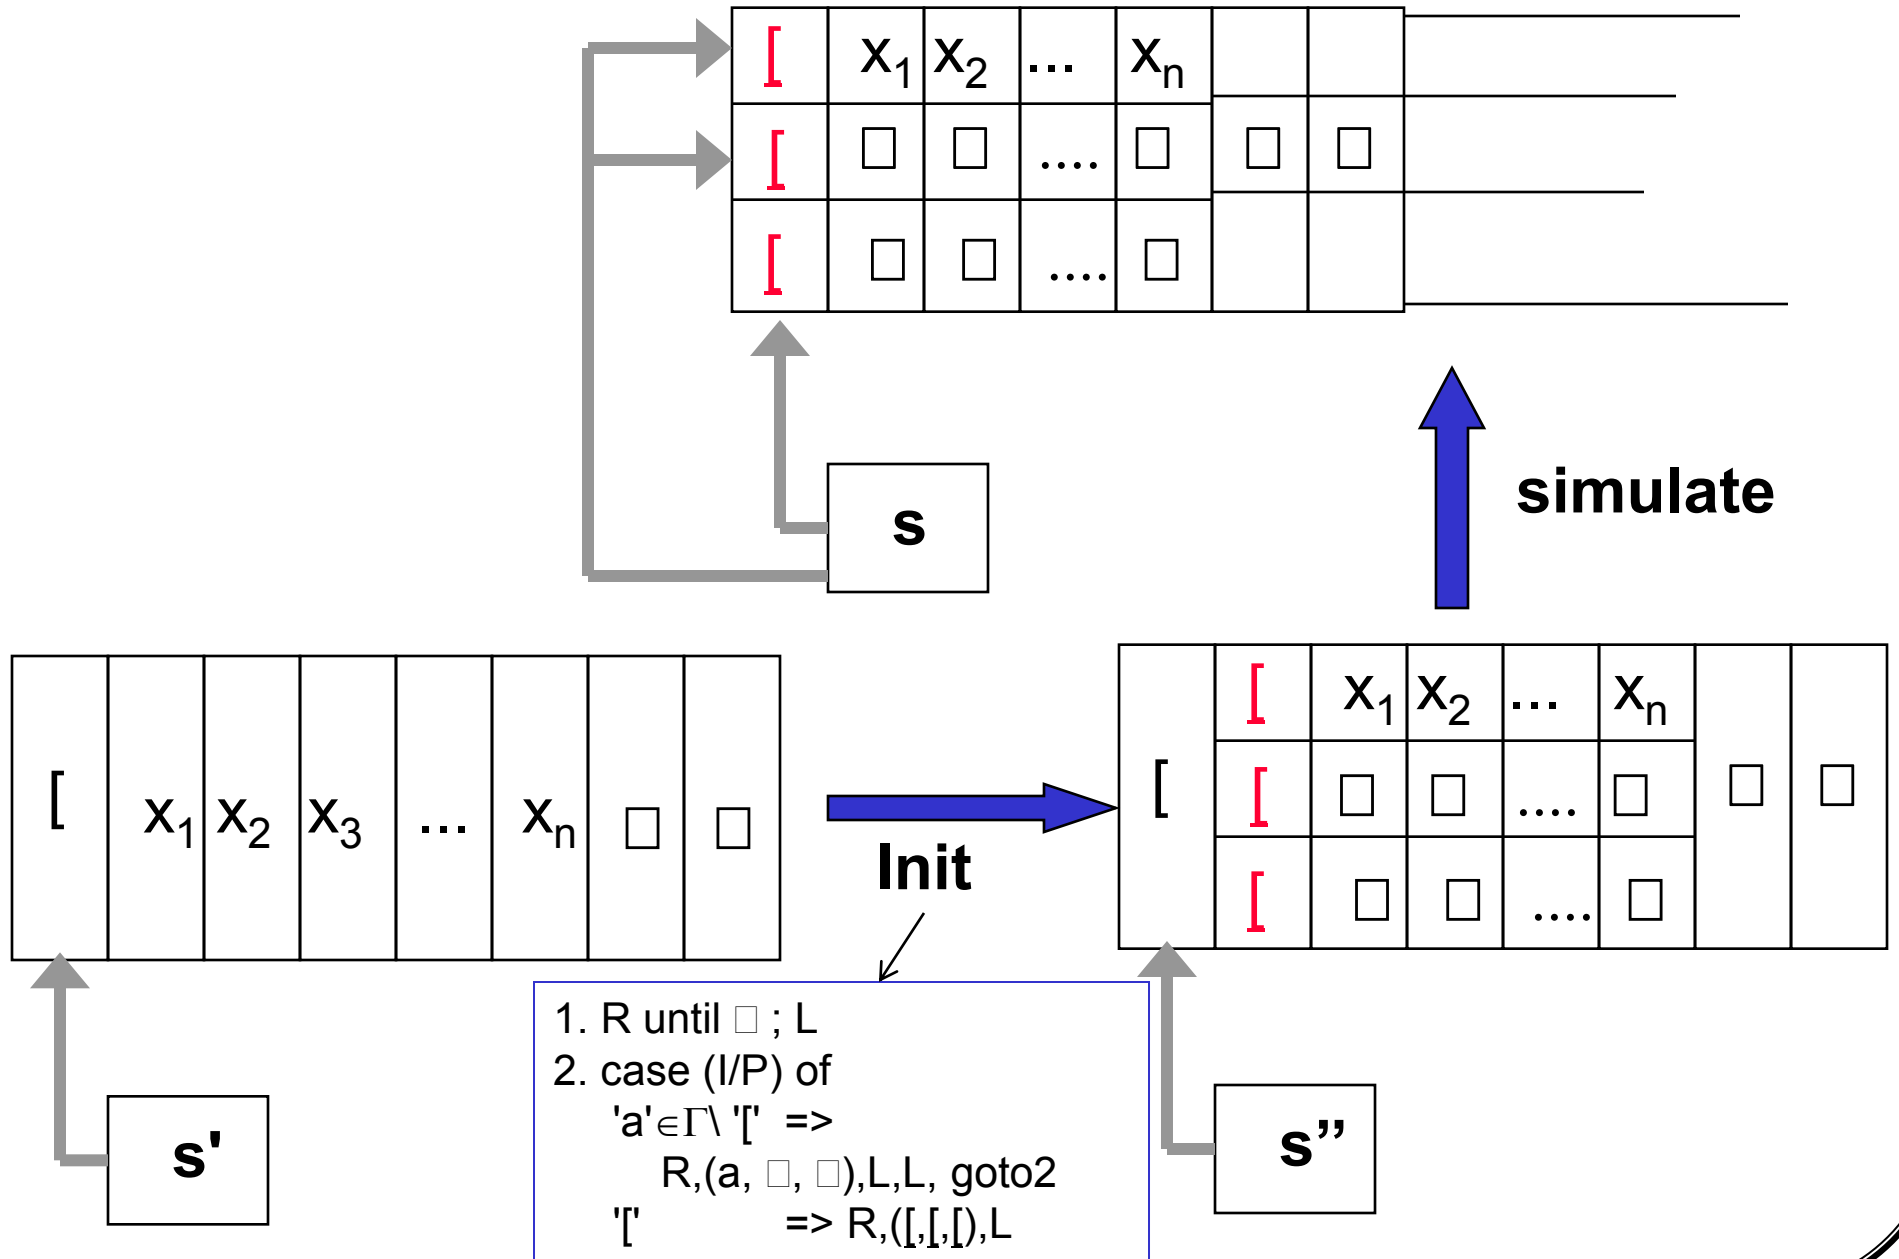 [ x₁ x₂ ... xₙ
[ □ □ .... □ □ □
[ □ □ .... □
s
simulate
[ x₁ x₂ x₃ ... xₙ □ □
Init
[ x₁ x₂ ... xₙ
[ [ □ □ .... □ □ □
[ □ □ .... □
s'
1. R until □ ; L
2. case (I/P) of
'a'∈Γ\ '[' =>
R,(a, □, □),L,L, goto2
'[' => R,([,[,[),L
s”